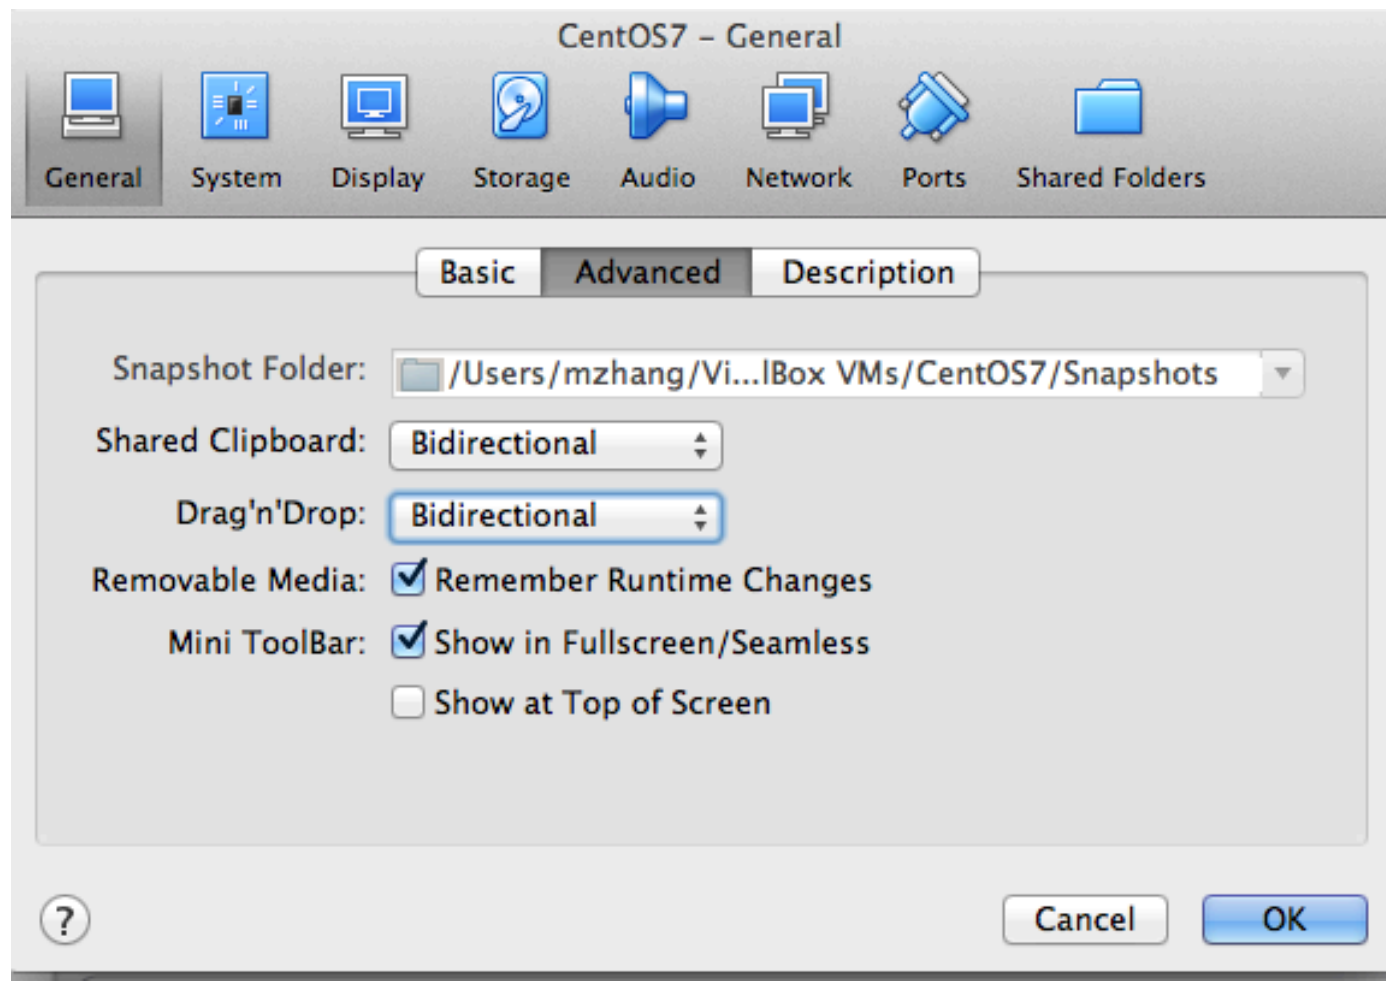 CentOS7 – General
General System Display Storage Audio Network Ports Shared Folders
Basic Advanced Description
Snapshot Folder: /Users/mzhang/Vi...lBox VMs/CentOS7/Snapshots
Shared Clipboard: Bidirectional
Drag'n'Drop: Bidirectional
Removable Media: Remember Runtime Changes
Mini ToolBar: Show in Fullscreen/Seamless
Show at Top of Screen
? Cancel OK